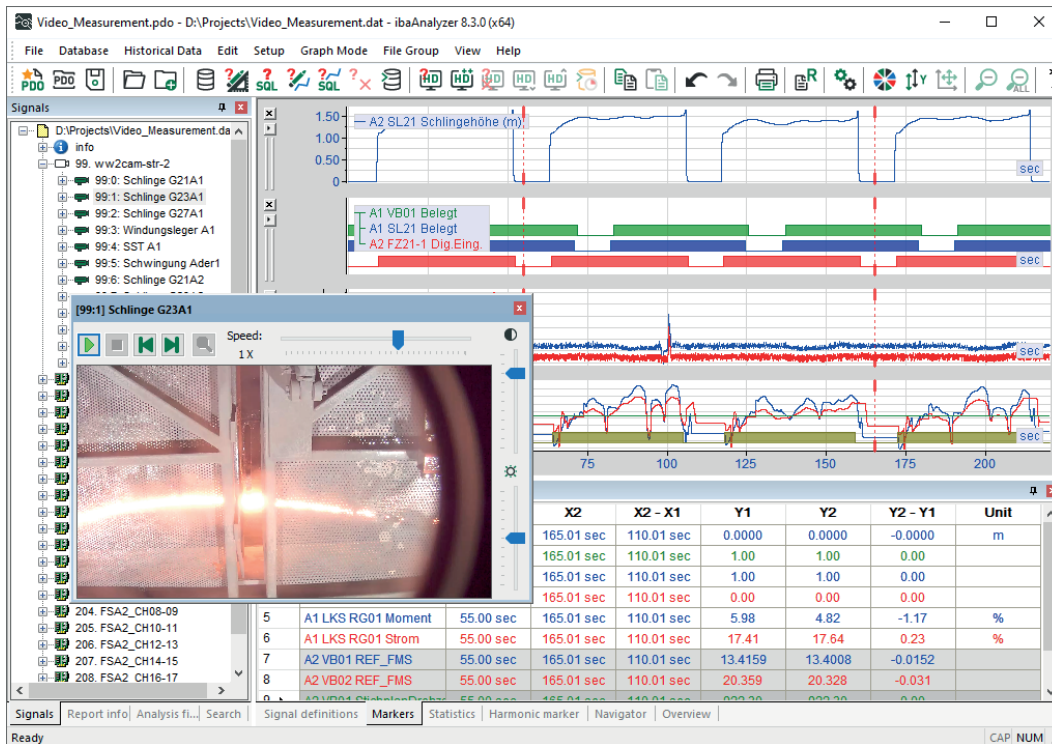 Video_Measurement.pdo - D:\Projects\Video_Measurement.dat - ibaAnalyzer 8.3.0 (x64)
File Database Historical Data Edit Setup Graph Mode File Group View Help
PDO PDO SQL SQL HD HD HD HD HD R Y ALL
Signals
D:\Projects\Video_Measurement.da
info
99. ww2cam-str-2
99:0: Schlinge G21A1
99:1: Schlinge G23A1
99:2: Schlinge G27A1
99:3: Windungsleger A1
99:4: SST A1
99:5: Schwingung Ader1
99:6: Schlinge G21A2
204. FSA2_CH08-09
205. FSA2_CH10-11
206. FSA2_CH12-13
207. FSA2_CH14-15
208. FSA2_CH16-17
Signals Report info Analysis fi... Search
1.50
1.00
0.50
0
A2 SL21 Schlingehöhe (m)
sec
A1 VB01 Belegt
A1 SL21 Belegt
A2 FZ21-1 Dig.Eing.
sec
sec
sec
75 100 125 150 175 200
[99:1] Schlinge G23A1
Speed:
1 X
X2 X2 - X1 Y1 Y2 Y2 - Y1 Unit
165.01 sec 110.01 sec 0.0000 0.0000 -0.0000 m
165.01 sec 110.01 sec 1.00 1.00 0.00
165.01 sec 110.01 sec 1.00 1.00 0.00
165.01 sec 110.01 sec 0.00 0.00 0.00
5 A1 LKS RG01 Moment 55.00 sec 165.01 sec 110.01 sec 5.98 4.82 -1.17 %
6 A1 LKS RG01 Strom 55.00 sec 165.01 sec 110.01 sec 17.41 17.64 0.23 %
7 A2 VB01 REF_FMS 55.00 sec 165.01 sec 110.01 sec 13.4159 13.4008 -0.0152
8 A2 VB02 REF_FMS 55.00 sec 165.01 sec 110.01 sec 20.359 20.328 -0.031
Signal definitions Markers Statistics Harmonic marker Navigator Overview
Ready
CAP NUM